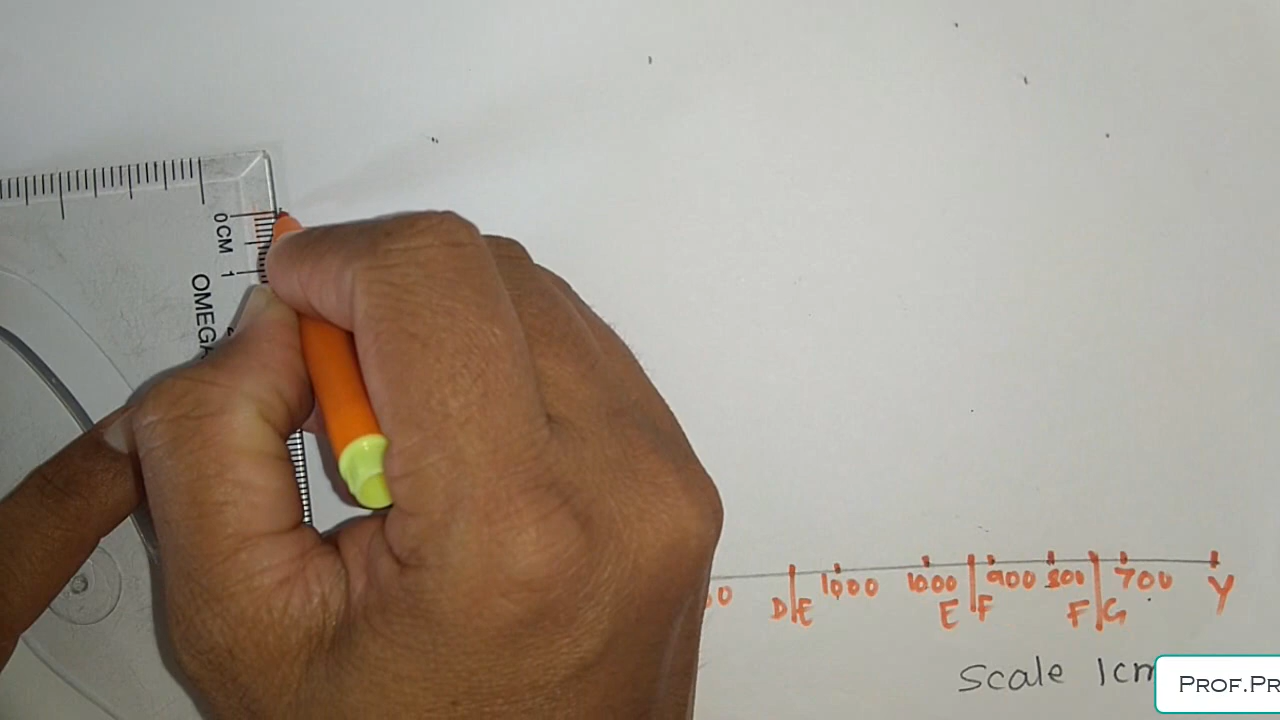 0CM
1
OMEGA
1000 1000 900 800 700
D|E E|F F|G Y
Scale 1cm
PROF.PR